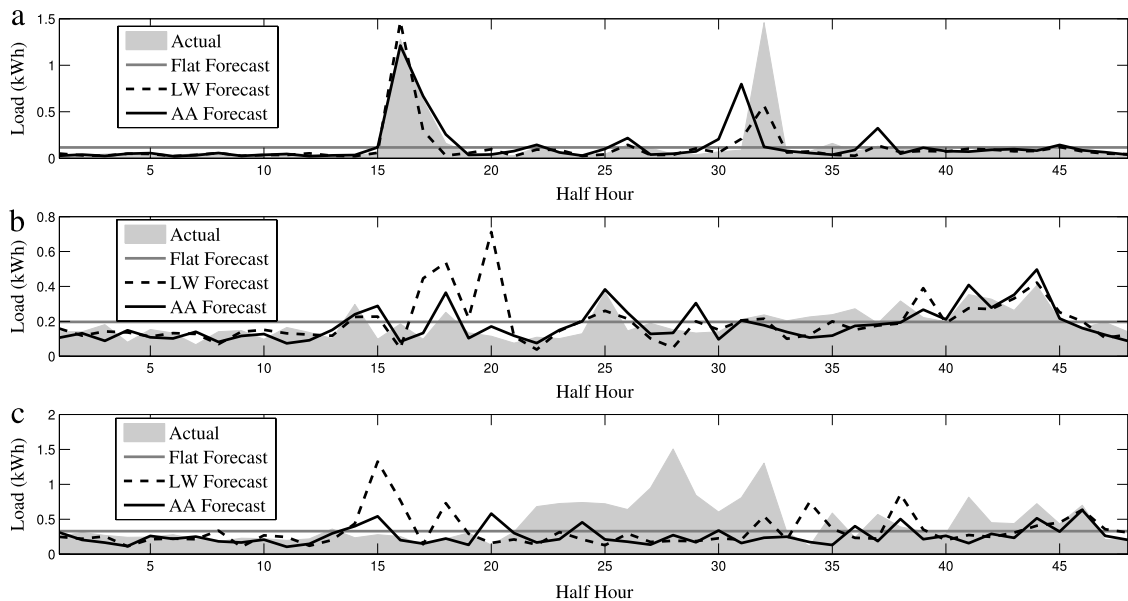 a
1.5
1
0.5
0
Load (kWh)
Actual
Flat Forecast
LW Forecast
AA Forecast
5 10 15 20 25 30 35 40 45
Half Hour
b
0.8
0.6
0.4
0.2
0
Load (kWh)
Actual
Flat Forecast
LW Forecast
AA Forecast
5 10 15 20 25 30 35 40 45
Half Hour
c
2
1.5
1
0.5
0
Load (kWh)
Actual
Flat Forecast
LW Forecast
AA Forecast
5 10 15 20 25 30 35 40 45
Half Hour